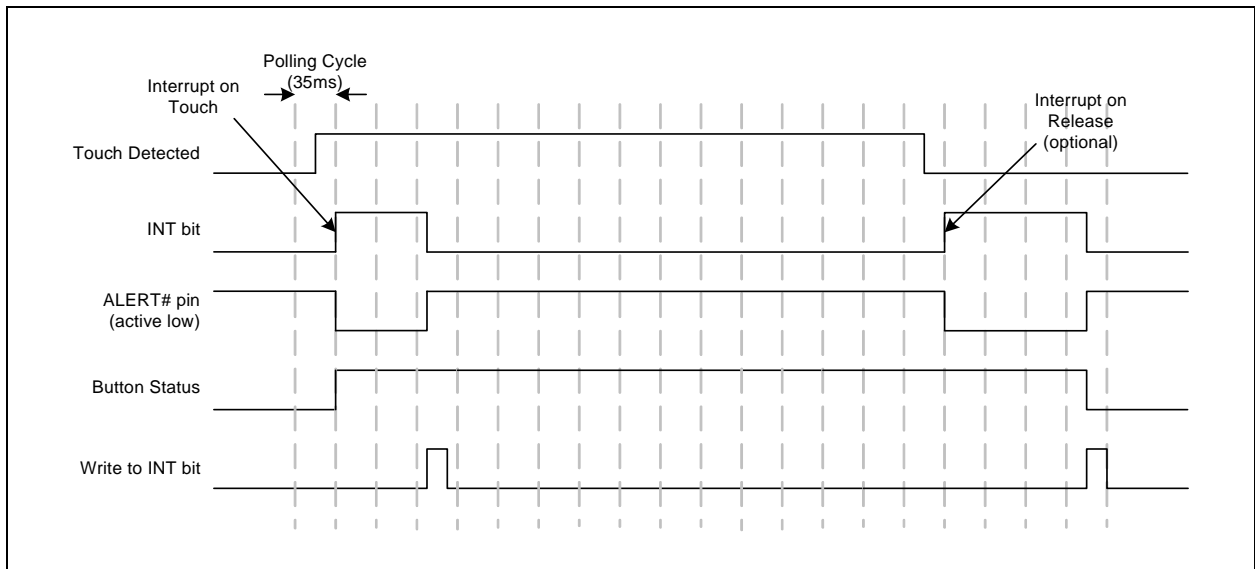 Polling Cycle
(35ms)
Interrupt on
Touch
Interrupt on
Release
(optional)
Touch Detected
INT bit
ALERT# pin
(active low)
Button Status
Write to INT bit